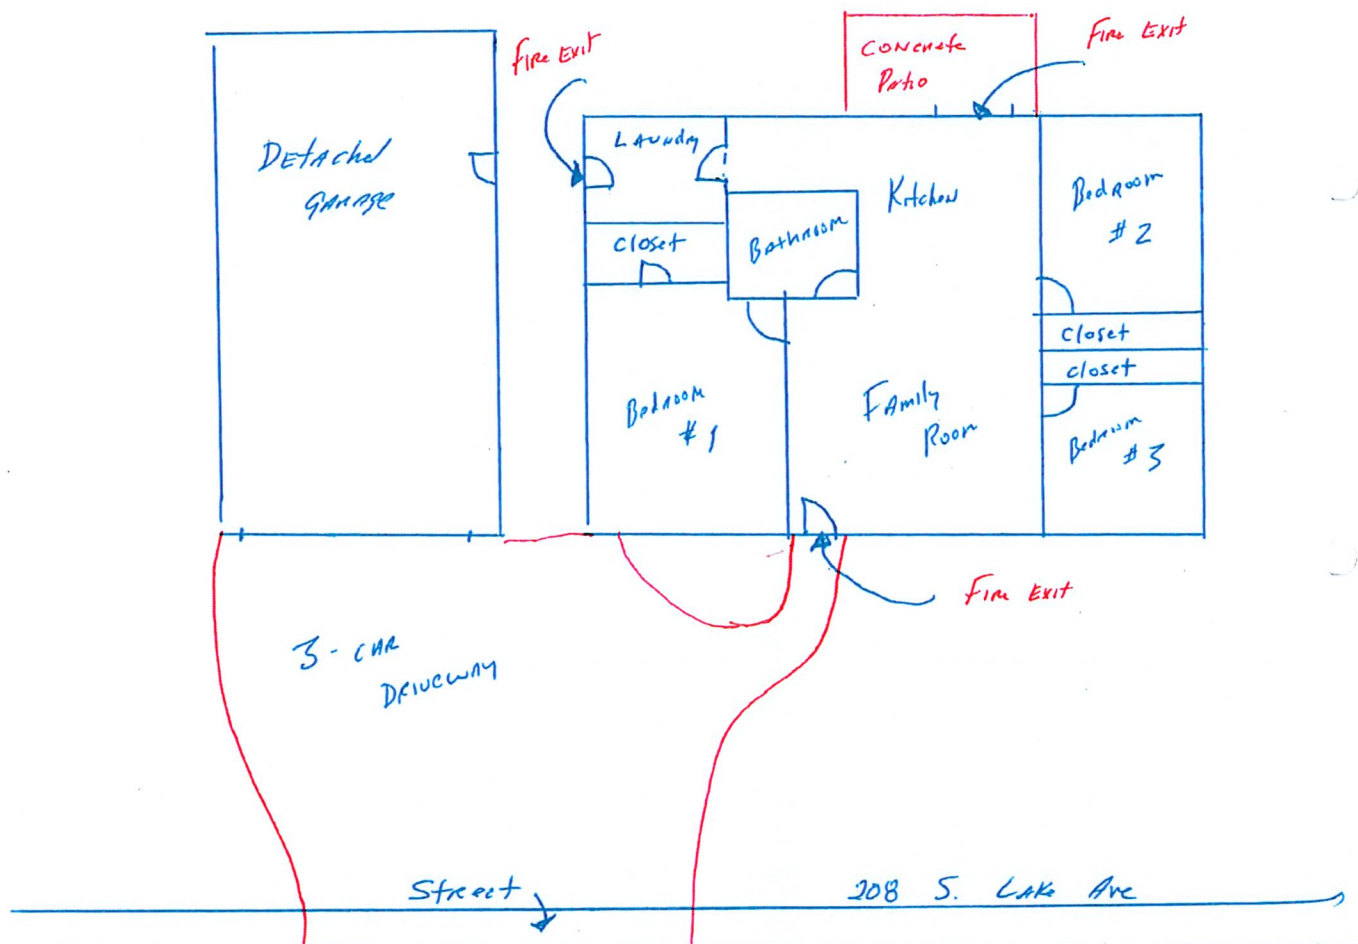 Fire Exit
Concrete
Patio
Fire Exit
Detached
Garage
Laundry
Kitchen
Bedroom
# 2
Closet
Bathroom
Closet
Closet
Bedroom
# 1
Family
Room
Bedroom
# 3
Fire Exit
3-Car
Driveway
Street
208 S. Lake Ave